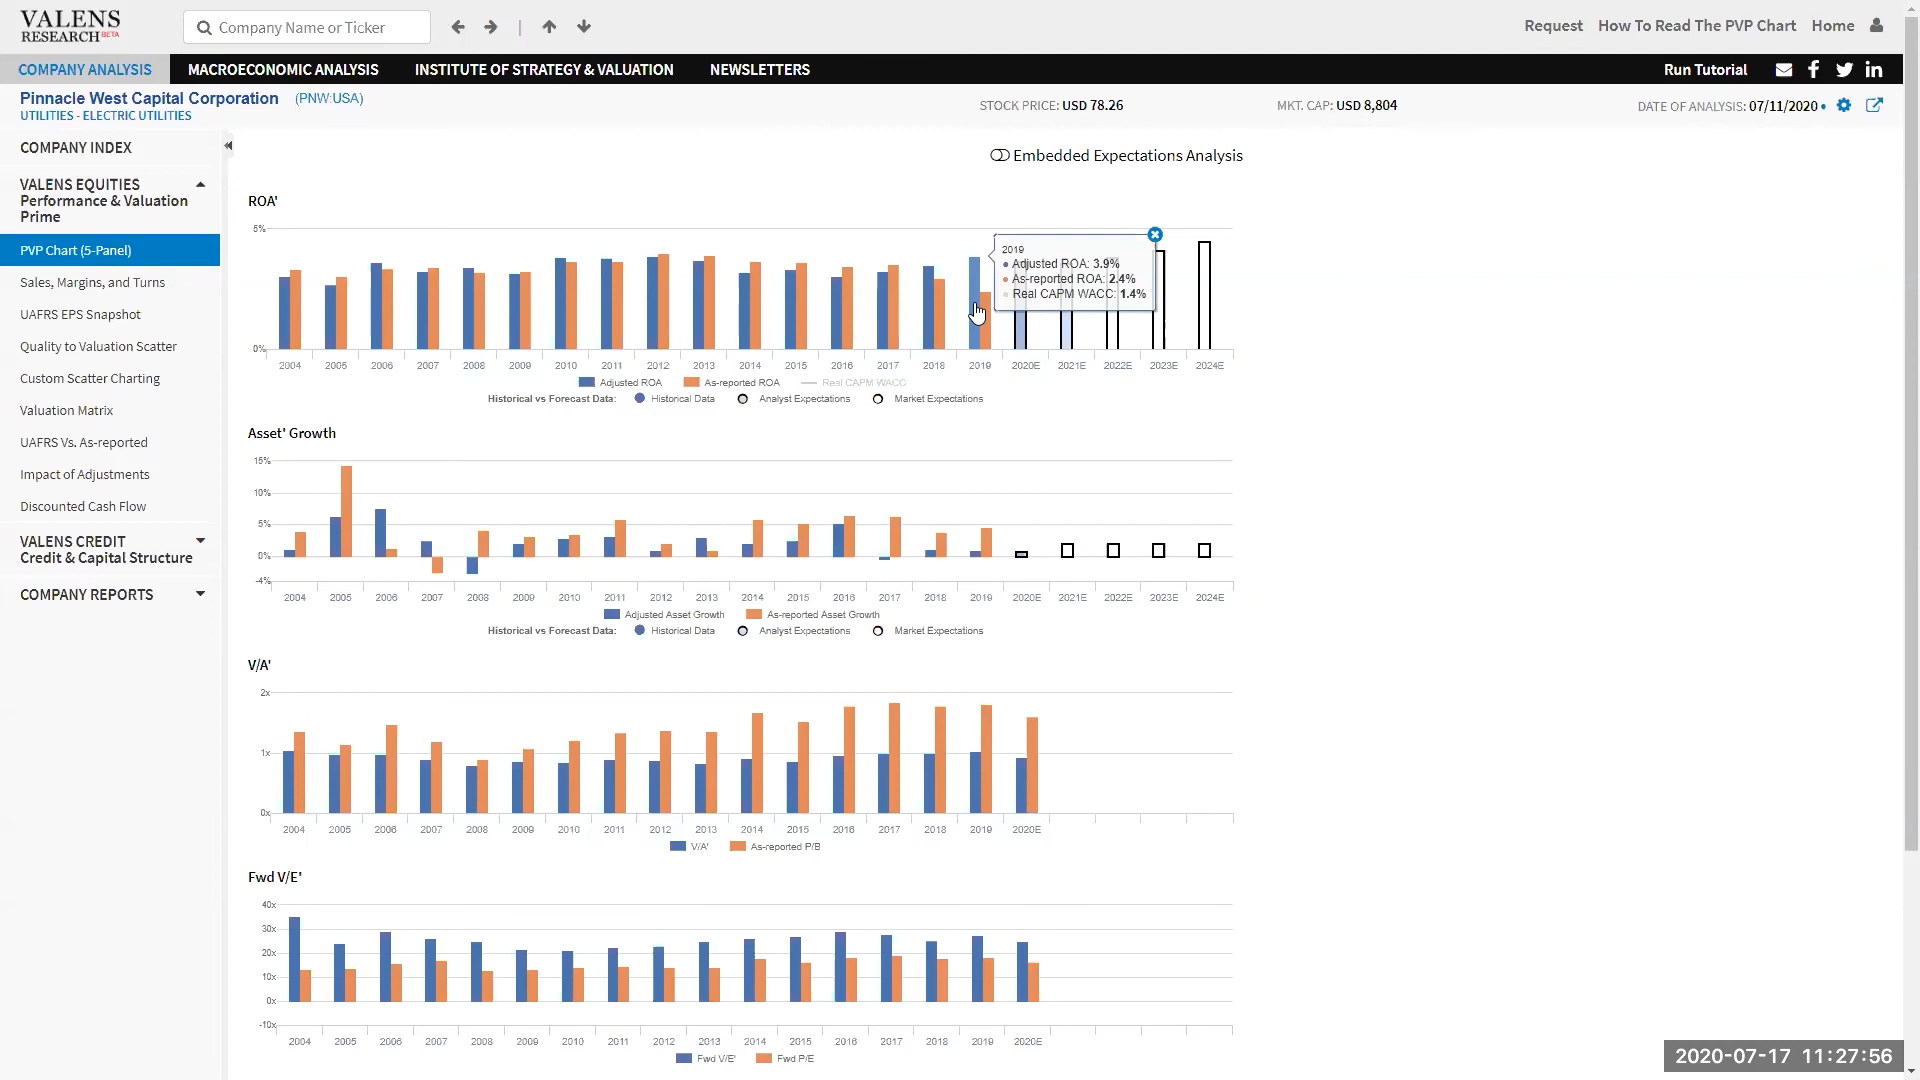 VALENS
RESEARCH BETA
Company Name or Ticker
Request How To Read The PVP Chart Home
COMPANY ANALYSIS MACROECONOMIC ANALYSIS INSTITUTE OF STRATEGY & VALUATION NEWSLETTERS Run Tutorial
Pinnacle West Capital Corporation (PNW:USA)
UTILITIES - ELECTRIC UTILITIES
STOCK PRICE: USD 78.26 MKT. CAP: USD 8,804 DATE OF ANALYSIS: 07/11/2020
COMPANY INDEX
VALENS EQUITIES
Performance & Valuation
Prime
PVP Chart (5-Panel)
Sales, Margins, and Turns
UAFRS EPS Snapshot
Quality to Valuation Scatter
Custom Scatter Charting
Valuation Matrix
UAFRS Vs. As-reported
Impact of Adjustments
Discounted Cash Flow
VALENS CREDIT
Credit & Capital Structure
COMPANY REPORTS
Embedded Expectations Analysis
ROA'
5%
0%
2019
Adjusted ROA: 3.9%
As-reported ROA: 2.4%
Real CAPM WACC: 1.4%
2004 2005 2006 2007 2008 2009 2010 2011 2012 2013 2014 2015 2016 2017 2018 2019 2020E 2021E 2022E 2023E 2024E
Adjusted ROA As-reported ROA Real CAPM WACC
Historical vs Forecast Data: Historical Data Analyst Expectations Market Expectations
Asset' Growth
15%
10%
5%
0%
-4%
2004 2005 2006 2007 2008 2009 2010 2011 2012 2013 2014 2015 2016 2017 2018 2019 2020E 2021E 2022E 2023E 2024E
Adjusted Asset Growth As-reported Asset Growth
Historical vs Forecast Data: Historical Data Analyst Expectations Market Expectations
V/A'
2x
1x
0x
2004 2005 2006 2007 2008 2009 2010 2011 2012 2013 2014 2015 2016 2017 2018 2019 2020E
V/A' As-reported P/B
Fwd V/E'
40x
30x
20x
10x
0x
-10x
2004 2005 2006 2007 2008 2009 2010 2011 2012 2013 2014 2015 2016 2017 2018 2019 2020E
Fwd V/E' Fwd P/E
2020-07-17 11:27:56